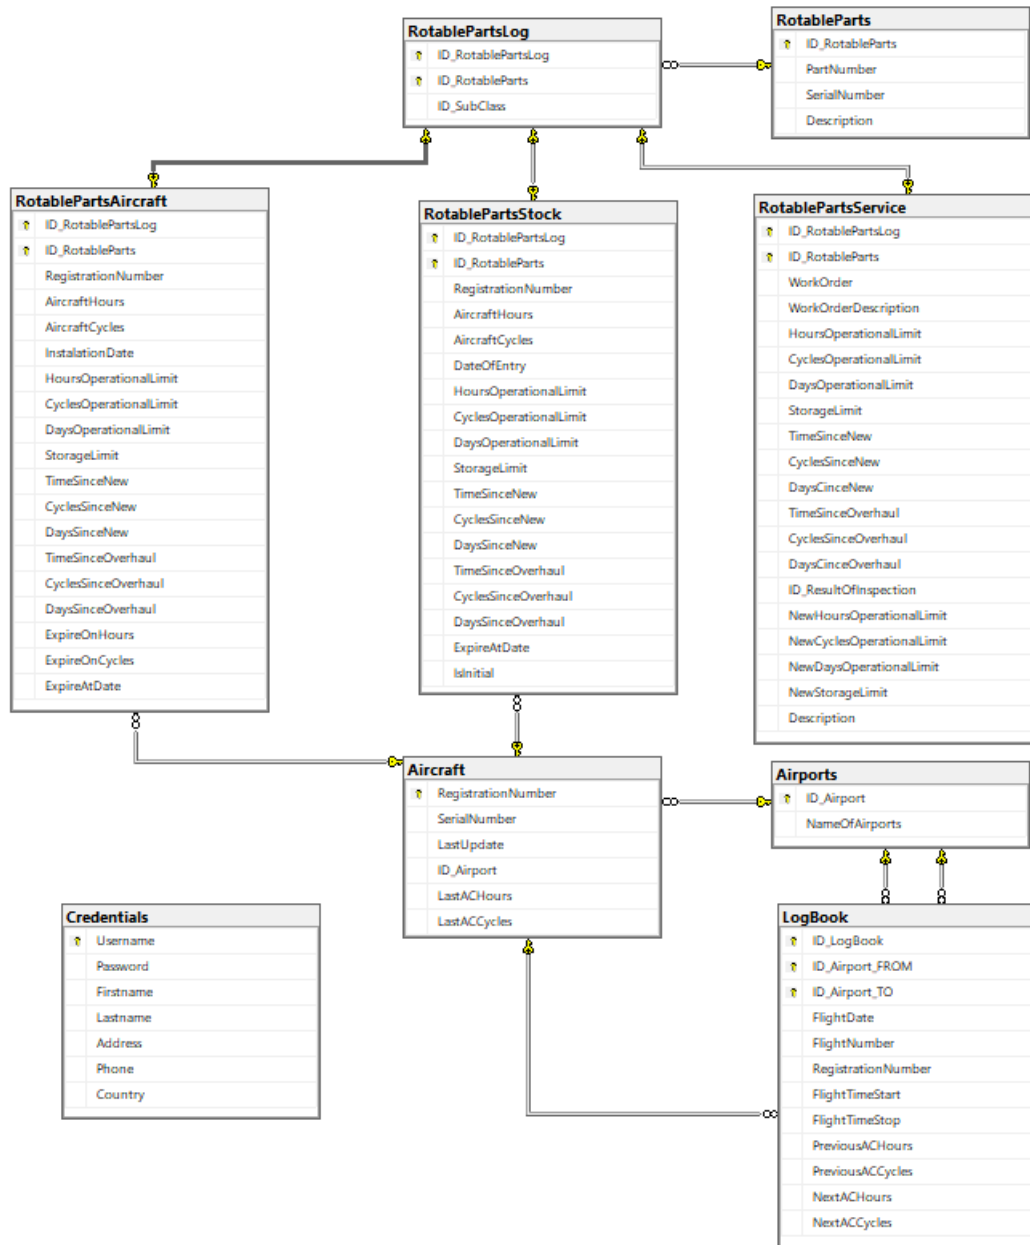 RotablePartsLog
ID_RotablePartsLog
ID_RotableParts
ID_SubClass
RotableParts
ID_RotableParts
PartNumber
SerialNumber
Description
RotablePartsAircraft
ID_RotablePartsLog
ID_RotableParts
RegistrationNumber
AircraftHours
AircraftCycles
InstalationDate
HoursOperationalLimit
CyclesOperationalLimit
DaysOperationalLimit
StorageLimit
TimeSinceNew
CyclesSinceNew
DaysSinceNew
TimeSinceOverhaul
CyclesSinceOverhaul
DaysSinceOverhaul
ExpireOnHours
ExpireOnCycles
ExpireAtDate
RotablePartsStock
ID_RotablePartsLog
ID_RotableParts
RegistrationNumber
AircraftHours
AircraftCycles
DateOfEntry
HoursOperationalLimit
CyclesOperationalLimit
DaysOperationalLimit
StorageLimit
TimeSinceNew
CyclesSinceNew
DaysSinceNew
TimeSinceOverhaul
CyclesSinceOverhaul
DaysSinceOverhaul
ExpireAtDate
IsInitial
RotablePartsService
ID_RotablePartsLog
ID_RotableParts
WorkOrder
WorkOrderDescription
HoursOperationalLimit
CyclesOperationalLimit
DaysOperationalLimit
StorageLimit
TimeSinceNew
CyclesSinceNew
DaysCinceNew
TimeSinceOverhaul
CyclesSinceOverhaul
DaysCinceOverhaul
ID_ResultOfInspection
NewHoursOperationalLimit
NewCyclesOperationalLimit
NewDaysOperationalLimit
NewStorageLimit
Description
Aircraft
RegistrationNumber
SerialNumber
LastUpdate
ID_Airport
LastACHours
LastACCycles
Airports
ID_Airport
NameOfAirports
Credentials
Username
Password
Firstname
Lastname
Address
Phone
Country
LogBook
ID_LogBook
ID_Airport_FROM
ID_Airport_TO
FlightDate
FlightNumber
RegistrationNumber
FlightTimeStart
FlightTimeStop
PreviousACHours
PreviousACCycles
NextACHours
NextACCycles